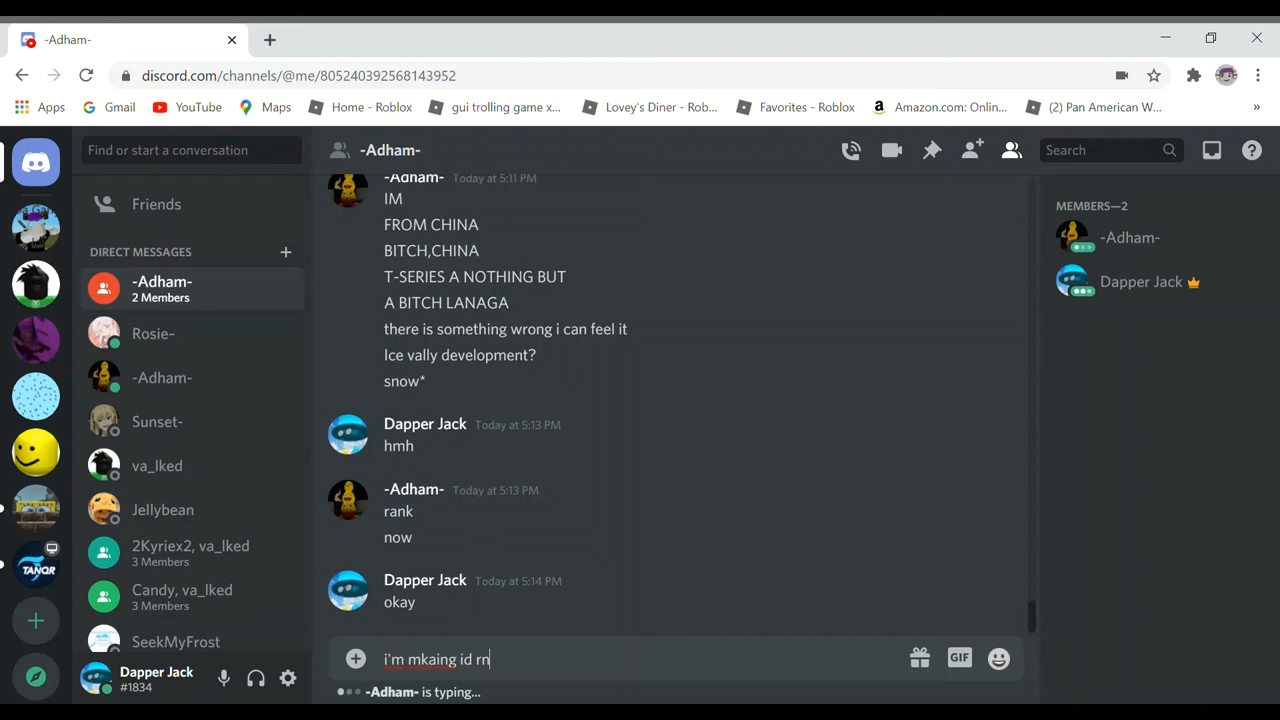 -Adham-
discord.com/channels/@me/805240392568143952
Apps
Gmail
YouTube
Maps
Home - Roblox
gui trolling game x...
Lovey's Diner - Rob...
Favorites - Roblox
Amazon.com: Onlin...
(2) Pan American W...
»
Find or start a conversation
-Adham-
Search
Friends
DIRECT MESSAGES
-Adham-
2 Members
Rosie~
-Adham-
Sunset-
va_lked
Jellybean
2Kyriex2, va_lked
3 Members
Candy, va_lked
3 Members
SeekMyFrost
Dapper Jack
#1834
TANQR
-Adham- Today at 5:11 PM
IM
FROM CHINA
BITCH,CHINA
T-SERIES A NOTHING BUT
A BITCH LANAGA
there is something wrong i can feel it
Ice vally development?
snow*
Dapper Jack Today at 5:13 PM
hmh
-Adham- Today at 5:13 PM
rank
now
Dapper Jack Today at 5:14 PM
okay
i'm mkaing id rn
GIF
-Adham- is typing...
MEMBERS—2
-Adham-
Dapper Jack